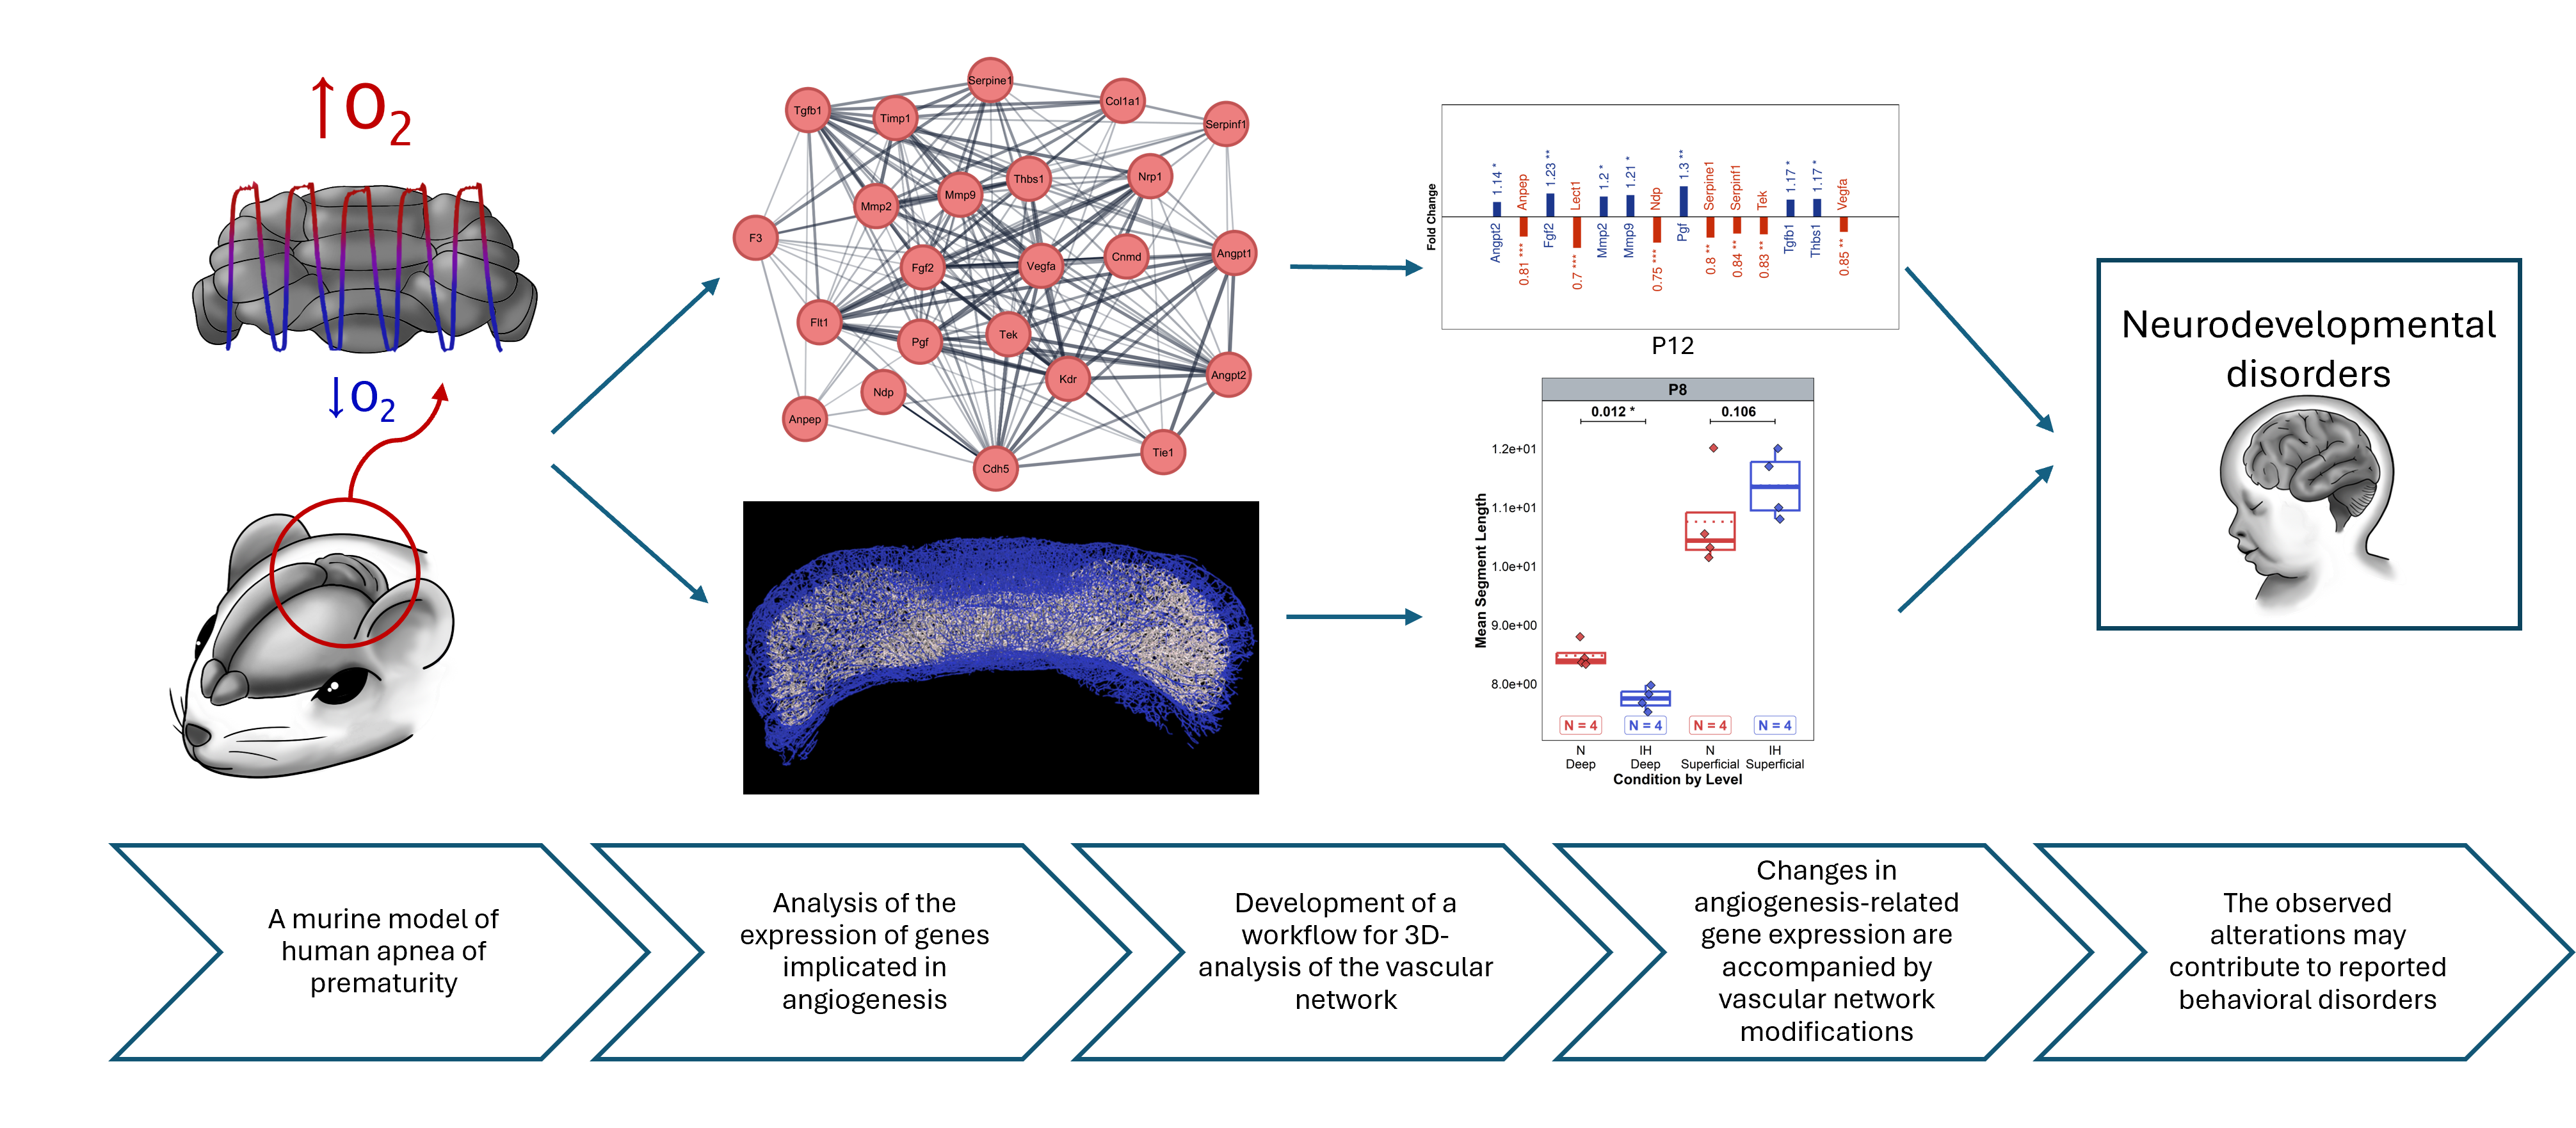 ↑O2
↓O2
Serpine1
Tgfb1
Timp1
Col1a1
Serpinf1
Thbs1
Nrp1
Mmp9
Mmp2
F3
Fgf2
Vegfa
Cnmd
Angpt1
Flt1
Pgf
Tek
Kdr
Angpt2
Ndp
Anpep
Cdh5
Tie1
Fold Change
Angpt2 1.14 *
Anpep 0.81 ***
Fgf2 1.23 **
Lect1 0.7 ***
Mmp2 1.2 *
Mmp9 1.21 *
Ndp 0.75 ***
Pgf 1.3 **
Serpine1 0.8 **
Serpinf1 0.84 **
Tek 0.83 **
Tgfb1 1.17 *
Thbs1 1.17 *
Vegfa 0.85 **
P12
P8
0.012 *
0.106
Mean Segment Length
1.2e+01
1.1e+01
1.0e+01
9.0e+00
8.0e+00
N = 4
N = 4
N = 4
N = 4
N
Deep
IH
Deep
N
Superficial
IH
Superficial
Condition by Level
Neurodevelopmental
disorders
A murine model of
human apnea of
prematurity
Analysis of the
expression of genes
implicated in
angiogenesis
Development of a
workflow for 3D-
analysis of the vascular
network
Changes in
angiogenesis-related
gene expression are
accompanied by
vascular network
modifications
The observed
alterations may
contribute to reported
behavioral disorders